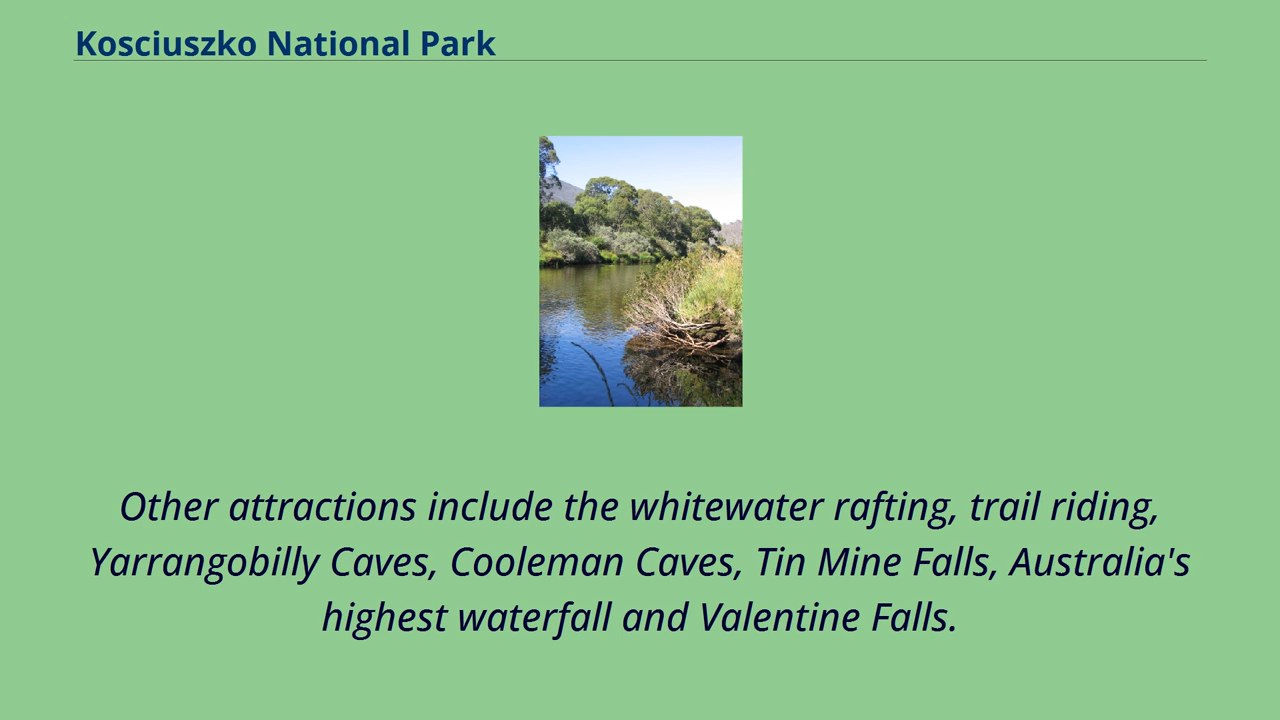 Kosciuszko National Park
Other attractions include the whitewater rafting, trail riding,
Yarrangobilly Caves, Cooleman Caves, Tin Mine Falls, Australia's
highest waterfall and Valentine Falls.